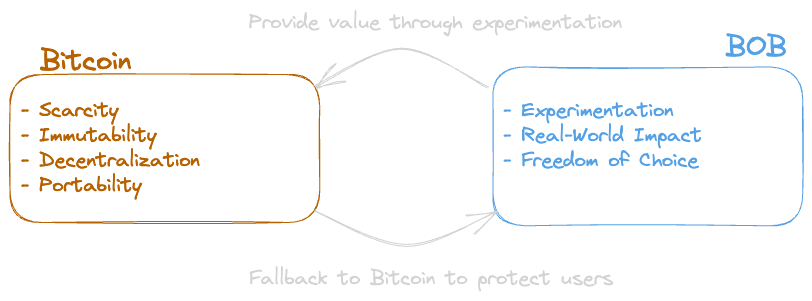 Provide value through experimentation
Bitcoin
- Scarcity
- Immutability
- Decentralization
- Portability
BOB
- Experimentation
- Real-World Impact
- Freedom of Choice
Fallback to Bitcoin to protect users